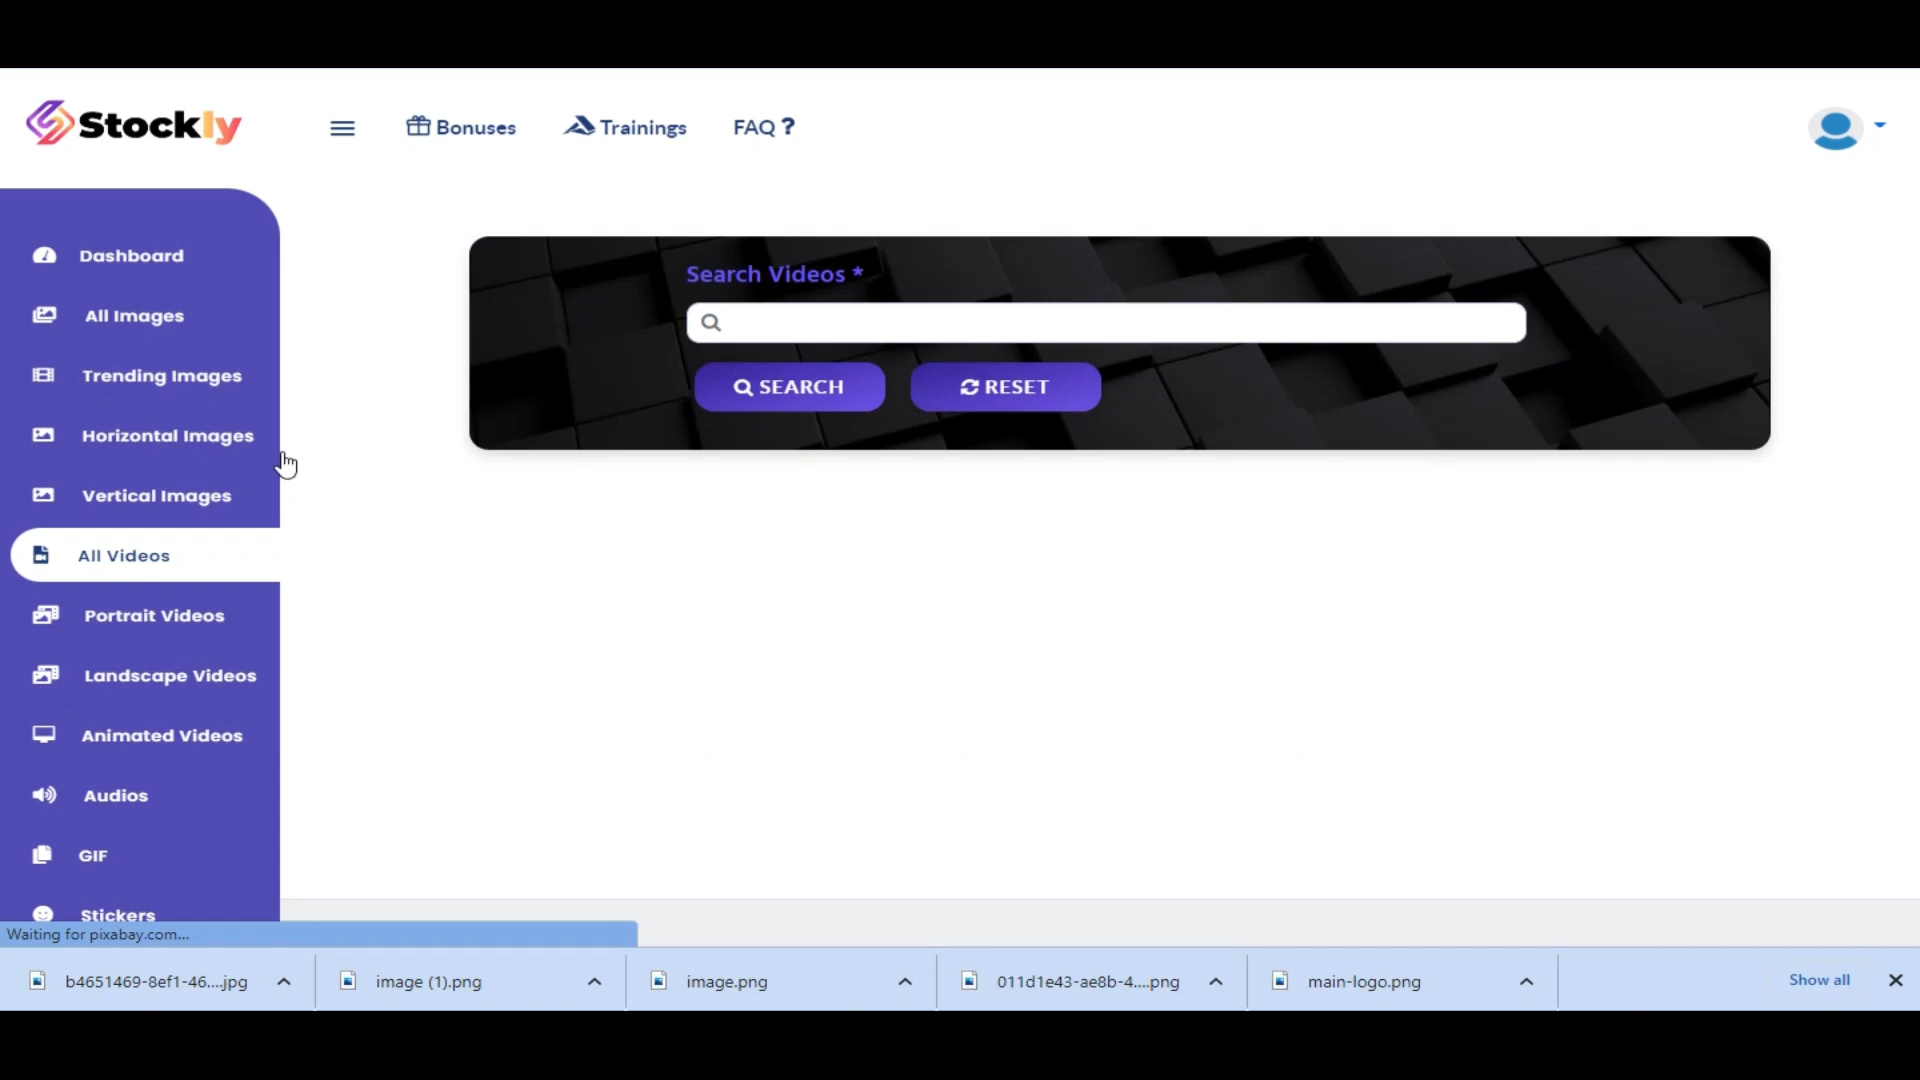 Stockly
Bonuses
Trainings
FAQ ?
Dashboard
All Images
Trending Images
Horizontal Images
Vertical Images
All Videos
Portrait Videos
Landscape Videos
Animated Videos
Audios
GIF
Stickers
Search Videos *
SEARCH
RESET
Waiting for pixabay.com...
b4651469-8ef1-46....jpg
image (1).png
image.png
011d1e43-ae8b-4....png
main-logo.png
Show all